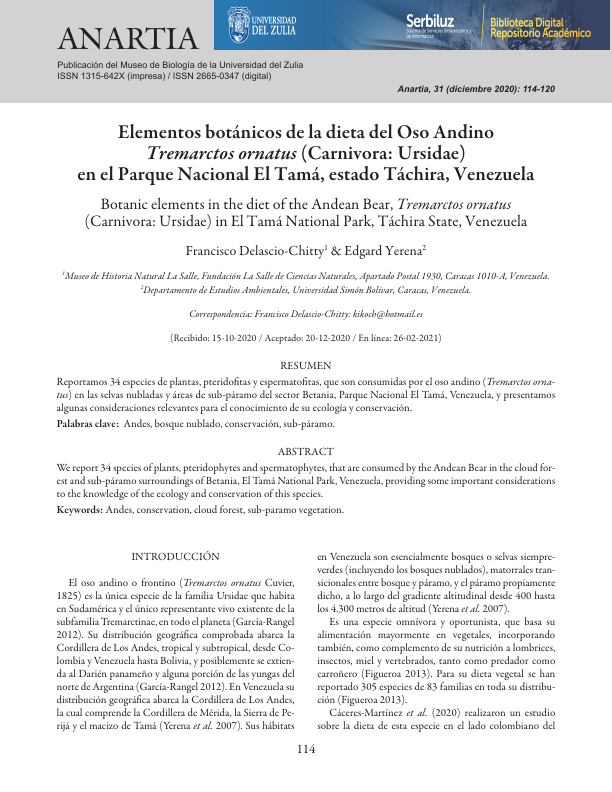 ANARTIA
UNIVERSIDAD
DEL ZULIA
Serbiluz
Sistema de Servicios Bibliotecarios y
de Información
Biblioteca Digital
Repositorio Académico
Publicación del Museo de Biología de la Universidad del Zulia
ISSN 1315-642X (impresa) / ISSN 2665-0347 (digital)
Anartia, 31 (diciembre 2020): 114-120
Elementos botánicos de la dieta del Oso Andino
Tremarctos ornatus (Carnivora: Ursidae)
en el Parque Nacional El Tamá, estado Táchira, Venezuela
Botanic elements in the diet of the Andean Bear, Tremarctos ornatus
(Carnivora: Ursidae) in El Tamá National Park, Táchira State, Venezuela
Francisco Delascio-Chitty¹ & Edgard Yerena²
¹Museo de Historia Natural La Salle, Fundación La Salle de Ciencias Naturales, Apartado Postal 1930, Caracas 1010-A, Venezuela.
²Departamento de Estudios Ambientales, Universidad Simón Bolívar, Caracas, Venezuela.
Correspondencia: Francisco Delascio-Chitty: kikoch@hotmail.es
(Recibido: 15-10-2020 / Aceptado: 20-12-2020 / En línea: 26-02-2021)
RESUMEN
Reportamos 34 especies de plantas, pteridofitas y espermatofitas, que son consumidas por el oso andino (Tremarctos orna-
tus) en las selvas nubladas y áreas de sub-páramo del sector Betania, Parque Nacional El Tamá, Venezuela, y presentamos
algunas consideraciones relevantes para el conocimiento de su ecología y conservación.
Palabras clave: Andes, bosque nublado, conservación, sub-páramo.
ABSTRACT
We report 34 species of plants, pteridophytes and spermatophytes, that are consumed by the Andean Bear in the cloud for-
est and sub-páramo surroundings of Betania, El Tamá National Park, Venezuela, providing some important considerations
to the knowledge of the ecology and conservation of this species.
Keywords: Andes, conservation, cloud forest, sub-paramo vegetation.
INTRODUCCIÓN
El oso andino o frontino (Tremarctos ornatus Cuvier,
1825) es la única especie de la familia Ursidae que habita
en Sudamérica y el único representante vivo existente de la
subfamilia Tremarctinae, en todo el planeta (García-Rangel
2012). Su distribución geográfica comprobada abarca la
Cordillera de Los Andes, tropical y subtropical, desde Co-
lombia y Venezuela hasta Bolivia, y posiblemente se extien-
da al Darién panameño y alguna porción de las yungas del
norte de Argentina (García-Rangel 2012). En Venezuela su
distribución geográfica abarca la Cordillera de Los Andes,
la cual comprende la Cordillera de Mérida, la Sierra de Pe-
rijá y el macizo de Tamá (Yerena et al. 2007). Sus hábitats
en Venezuela son esencialmente bosques o selvas siempre-
verdes (incluyendo los bosques nublados), matorrales tran-
sicionales entre bosque y páramo, y el páramo propiamente
dicho, a lo largo del gradiente altitudinal desde 400 hasta
los 4.300 metros de altitud (Yerena et al. 2007).
Es una especie omnívora y oportunista, que basa su
alimentación mayormente en vegetales, incorporando
también, como complemento de su nutrición a lombrices,
insectos, miel y vertebrados, tanto como predador como
carroñero (Figueroa 2013). Para su dieta vegetal se han
reportado 305 especies de 83 familias en toda su distribu-
ción (Figueroa 2013).
Cáceres-Martínez et al. (2020) realizaron un estudio
sobre la dieta de esta especie en el lado colombiano del
114